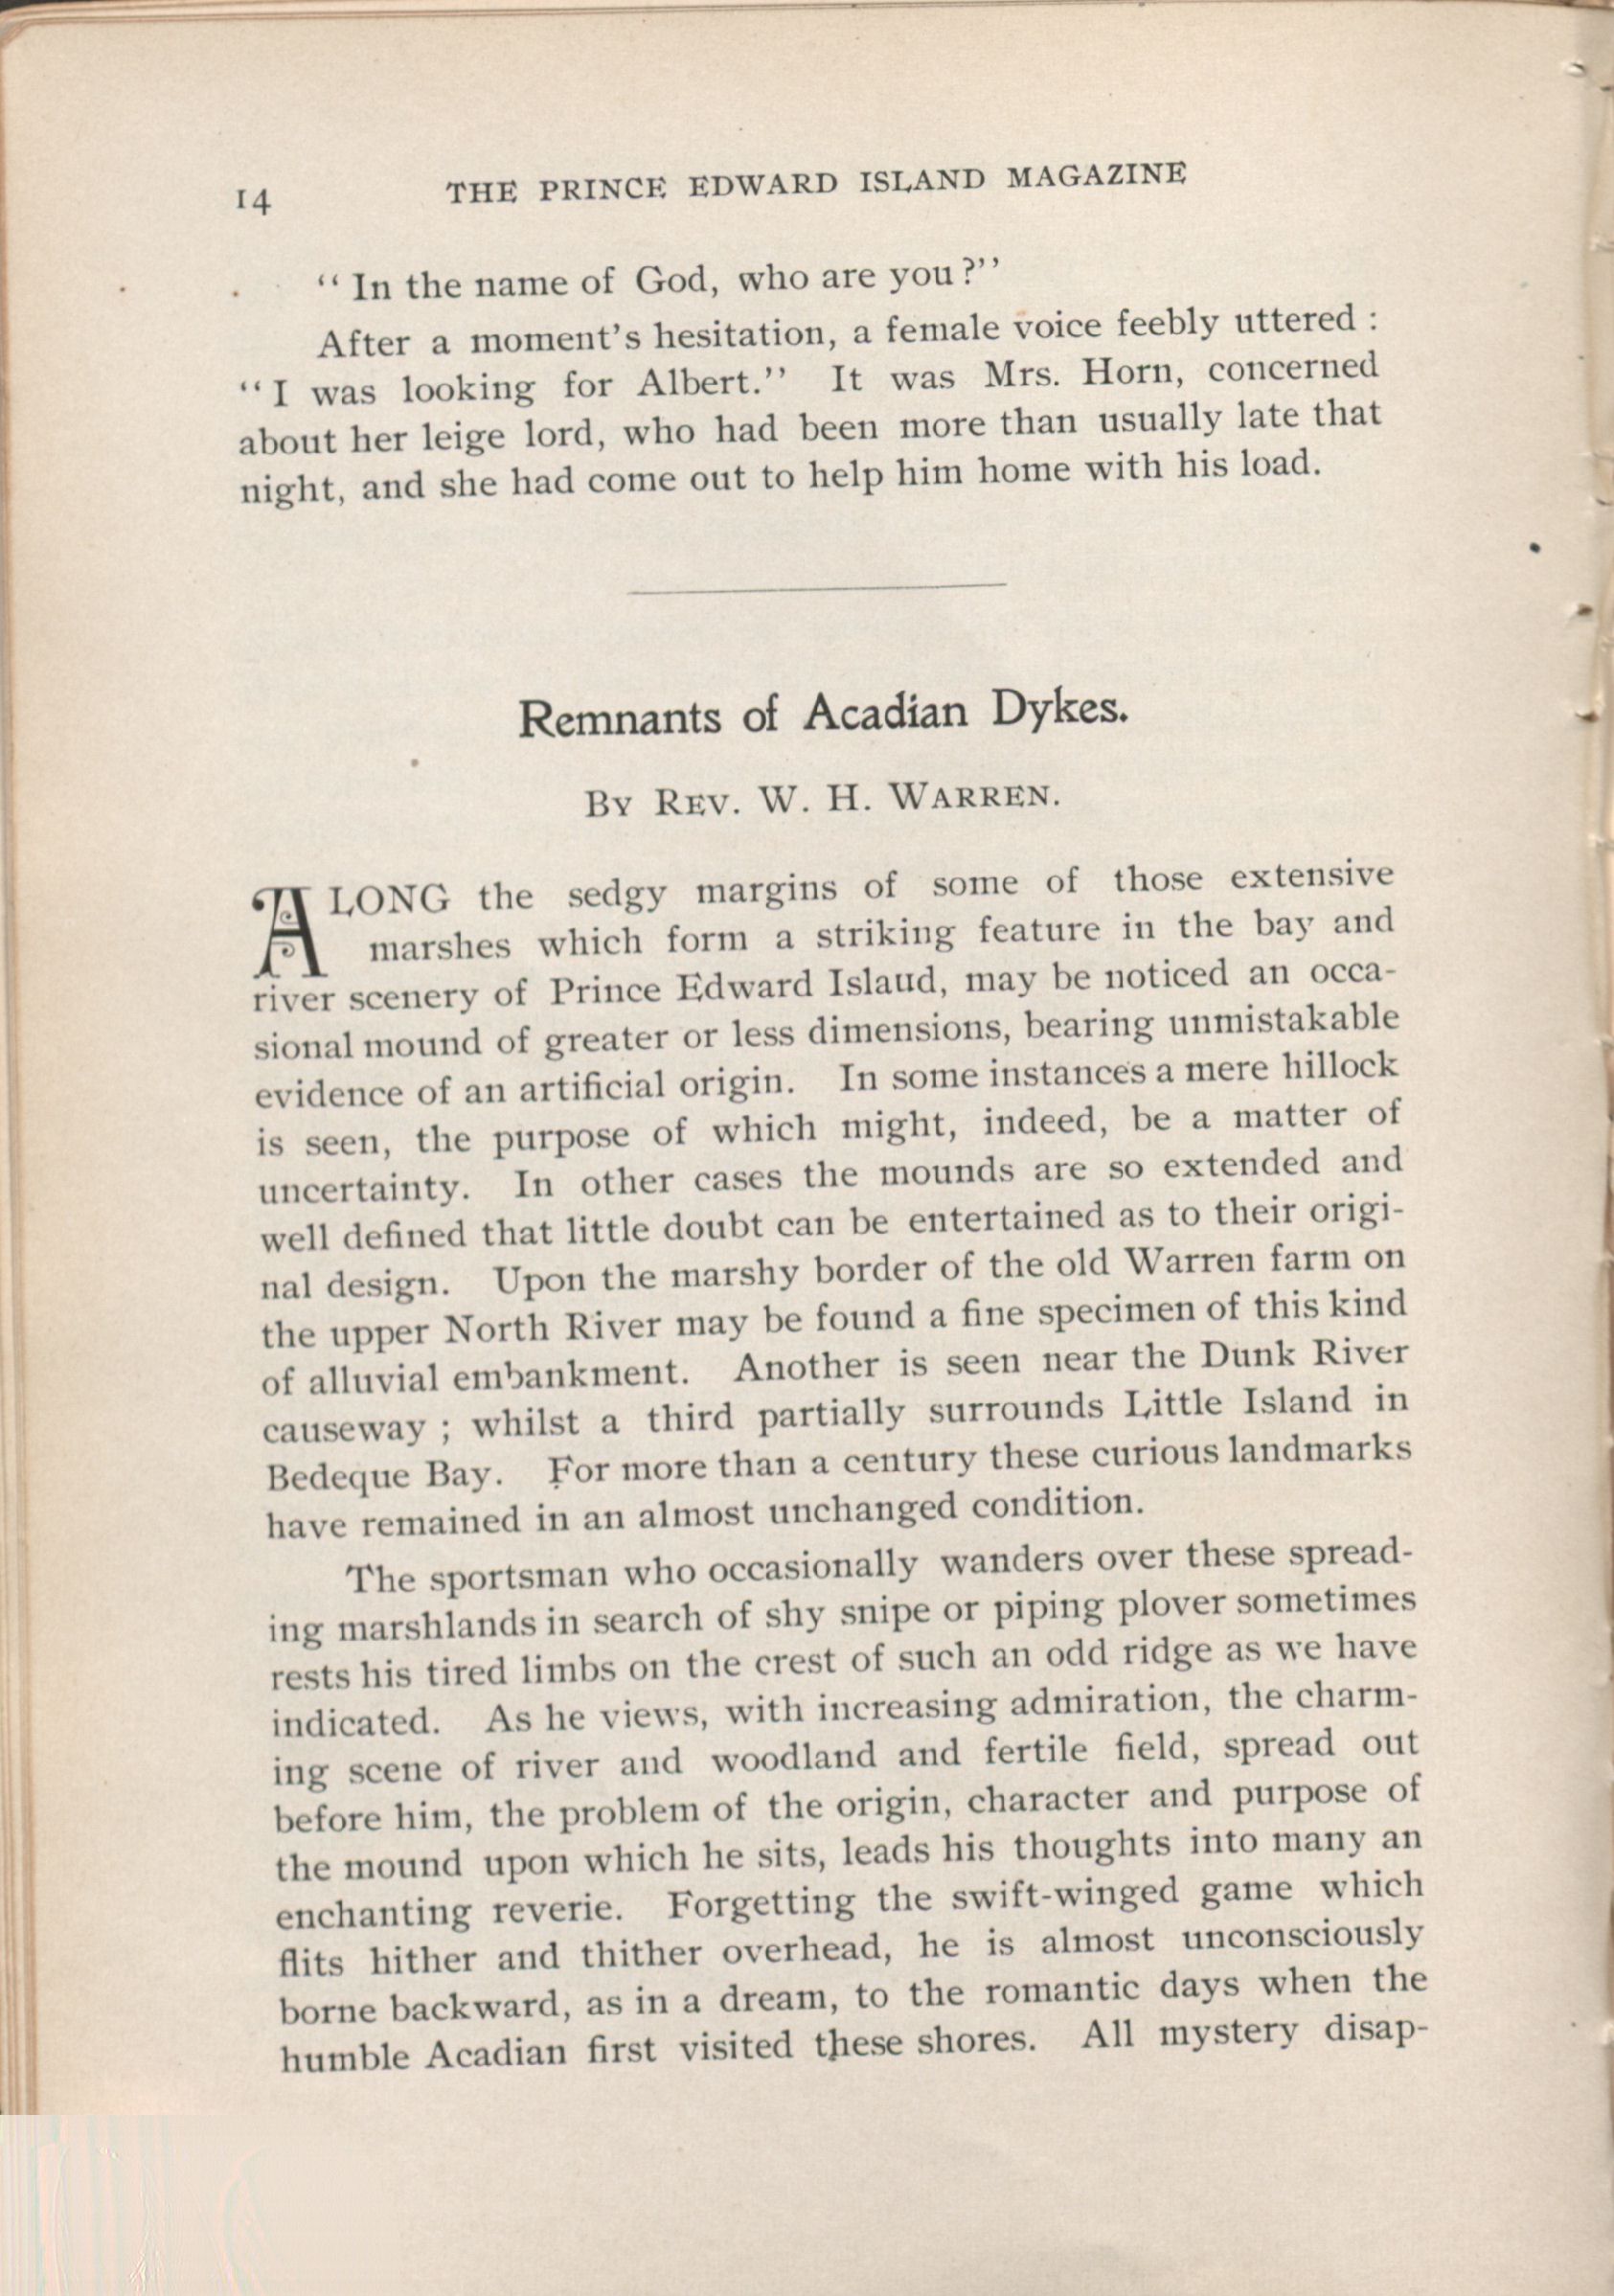 14 THE PRINCE EDWARD ISLAND MAGAZINE
“ In the name of God, who are you ?”
After a moment's hesitation, a female voice feebly uttered :
“I was looking for Albert.” It was Mrs. Horn, concerned
about her leige lord, who had been more than usually late that
night, and she had come out to help him home with his load.
Remnants of Acadian Dykes.
By Rev. W. H. Warren.
ALONG the sedgy margins of some of those extensive
marshes which form a striking feature in the bay and
river scenery of Prince Edward Islaud, may be noticed an occa-
sional mound of greater or less dimensions, bearing unmistakable
evidence of an artificial origin. In some instances a mere hillock
is seen, the purpose of which might, indeed, be a matter of
uncertainty. In other cases the mounds are so extended and
well defined that little doubt can be entertained as to their origi-
nal design. Upon the marshy border of the old Warren farm on
the upper North River may be found a fine specimen of this kind
of alluvial embankment. Another is seen near the Dunk River
causeway ; whilst a third partially surrounds Little Island in
Bedeque Bay. For more than a century these curious landmarks
have remained in an almost unchanged condition.
The sportsman who occasionally wanders over these spread-
ing marshlands in search of shy snipe or piping plover sometimes
rests his tired limbs on the crest of such an odd ridge as we have
indicated. As he views, with increasing admiration, the charm-
ing scene of river and woodland and fertile field, spread out
before him, the problem of the origin, character and purpose of
the mound upon which he sits, leads his thoughts into many an
enchanting reverie. Forgetting the swift-winged game which
flits hither and thither overhead, he is almost unconsciously
borne backward, as in a dream, to the romantic days when the
humble Acadian first visited these shores. All mystery disap-